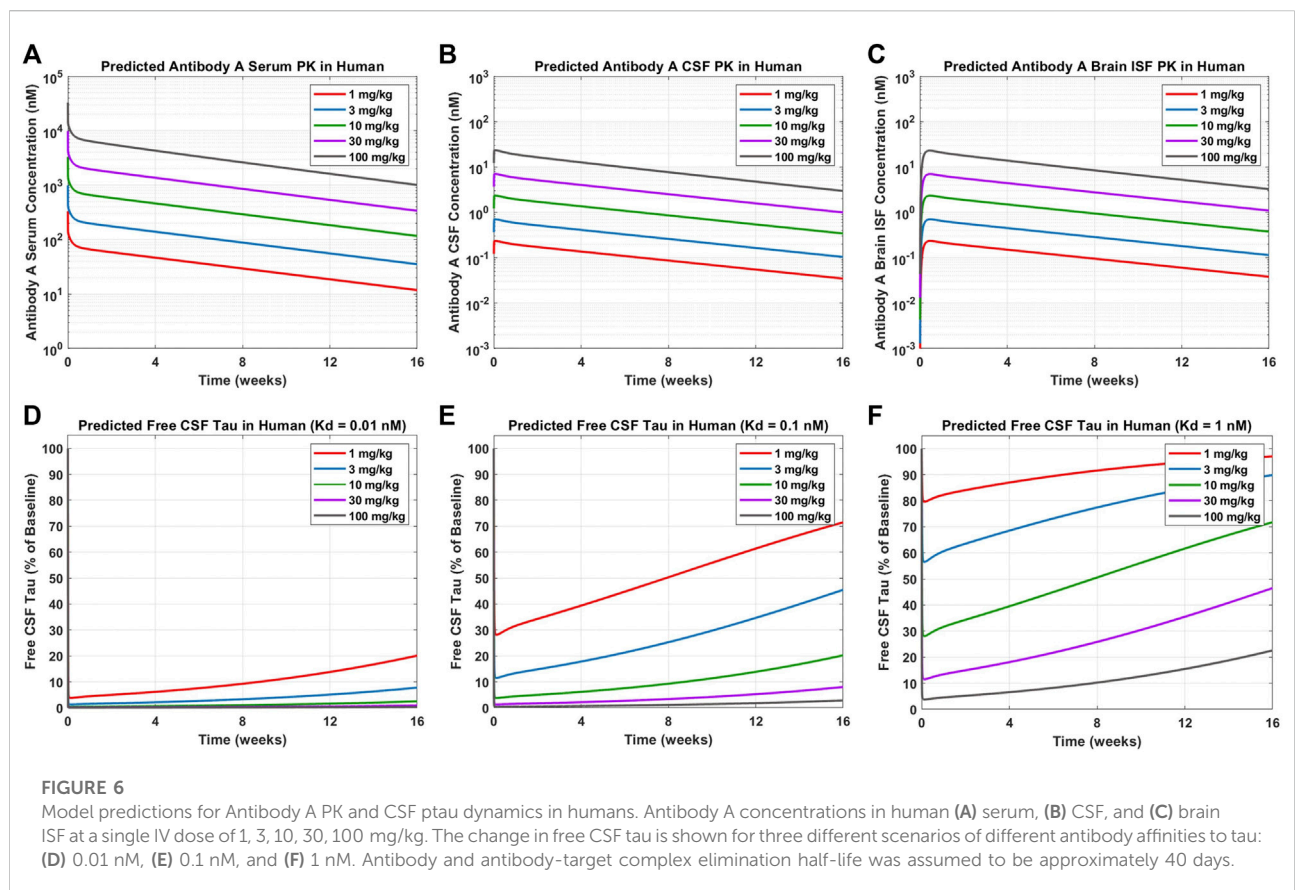 A
Predicted Antibody A Serum PK in Human
Antibody A Serum Concentration (nM)
10^5
10^4
10^3
10^2
10^1
10^0
1 mg/kg
3 mg/kg
10 mg/kg
30 mg/kg
100 mg/kg
0 4 8 12 16
Time (weeks)
B
Predicted Antibody A CSF PK in Human
Antibody A CSF Concentration (nM)
10^3
10^2
10^1
10^0
10^-1
10^-2
10^-3
1 mg/kg
3 mg/kg
10 mg/kg
30 mg/kg
100 mg/kg
0 4 8 12 16
Time (weeks)
C
Predicted Antibody A Brain ISF PK in Human
Antibody A Brain ISF Concentration (nM)
10^3
10^2
10^1
10^0
10^-1
10^-2
10^-3
1 mg/kg
3 mg/kg
10 mg/kg
30 mg/kg
100 mg/kg
0 4 8 12 16
Time (weeks)
D
Predicted Free CSF Tau in Human (Kd = 0.01 nM)
Free CSF Tau (% of Baseline)
100
90
80
70
60
50
40
30
20
10
0
1 mg/kg
3 mg/kg
10 mg/kg
30 mg/kg
100 mg/kg
0 4 8 12 16
Time (weeks)
E
Predicted Free CSF Tau in Human (Kd = 0.1 nM)
Free CSF Tau (% of Baseline)
100
90
80
70
60
50
40
30
20
10
0
1 mg/kg
3 mg/kg
10 mg/kg
30 mg/kg
100 mg/kg
0 4 8 12 16
Time (weeks)
F
Predicted Free CSF Tau in Human (Kd = 1 nM)
Free CSF Tau (% of Baseline)
100
90
80
70
60
50
40
30
20
10
0
1 mg/kg
3 mg/kg
10 mg/kg
30 mg/kg
100 mg/kg
0 4 8 12 16
Time (weeks)
FIGURE 6
Model predictions for Antibody A PK and CSF ptau dynamics in humans. Antibody A concentrations in human (A) serum, (B) CSF, and (C) brain
ISF at a single IV dose of 1, 3, 10, 30, 100 mg/kg. The change in free CSF tau is shown for three different scenarios of different antibody affinities to tau:
(D) 0.01 nM, (E) 0.1 nM, and (F) 1 nM. Antibody and antibody-target complex elimination half-life was assumed to be approximately 40 days.